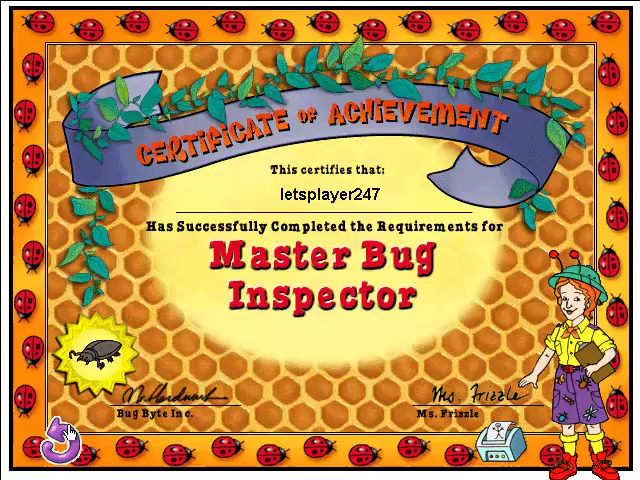 CERTIFICATE OF ACHIEVEMENT
This certifies that:
letsplayer247
Has Successfully Completed the Requirements for
Master Bug
Inspector
Ms. Frizzle
Bug Byte Inc.
Ms. Frizzle